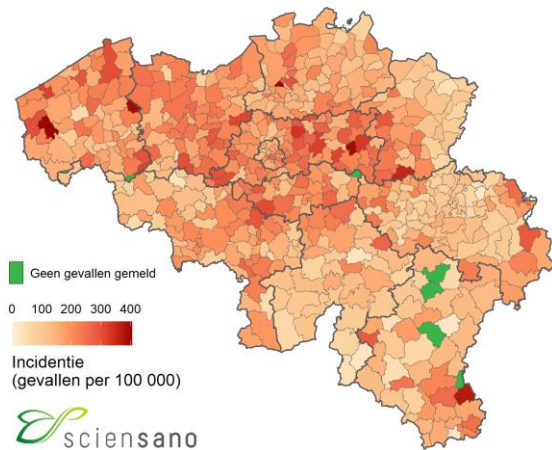 Geen gevallen gemeld
0 100 200 300 400
Incidentie
(gevallen per 100 000)
sciensano